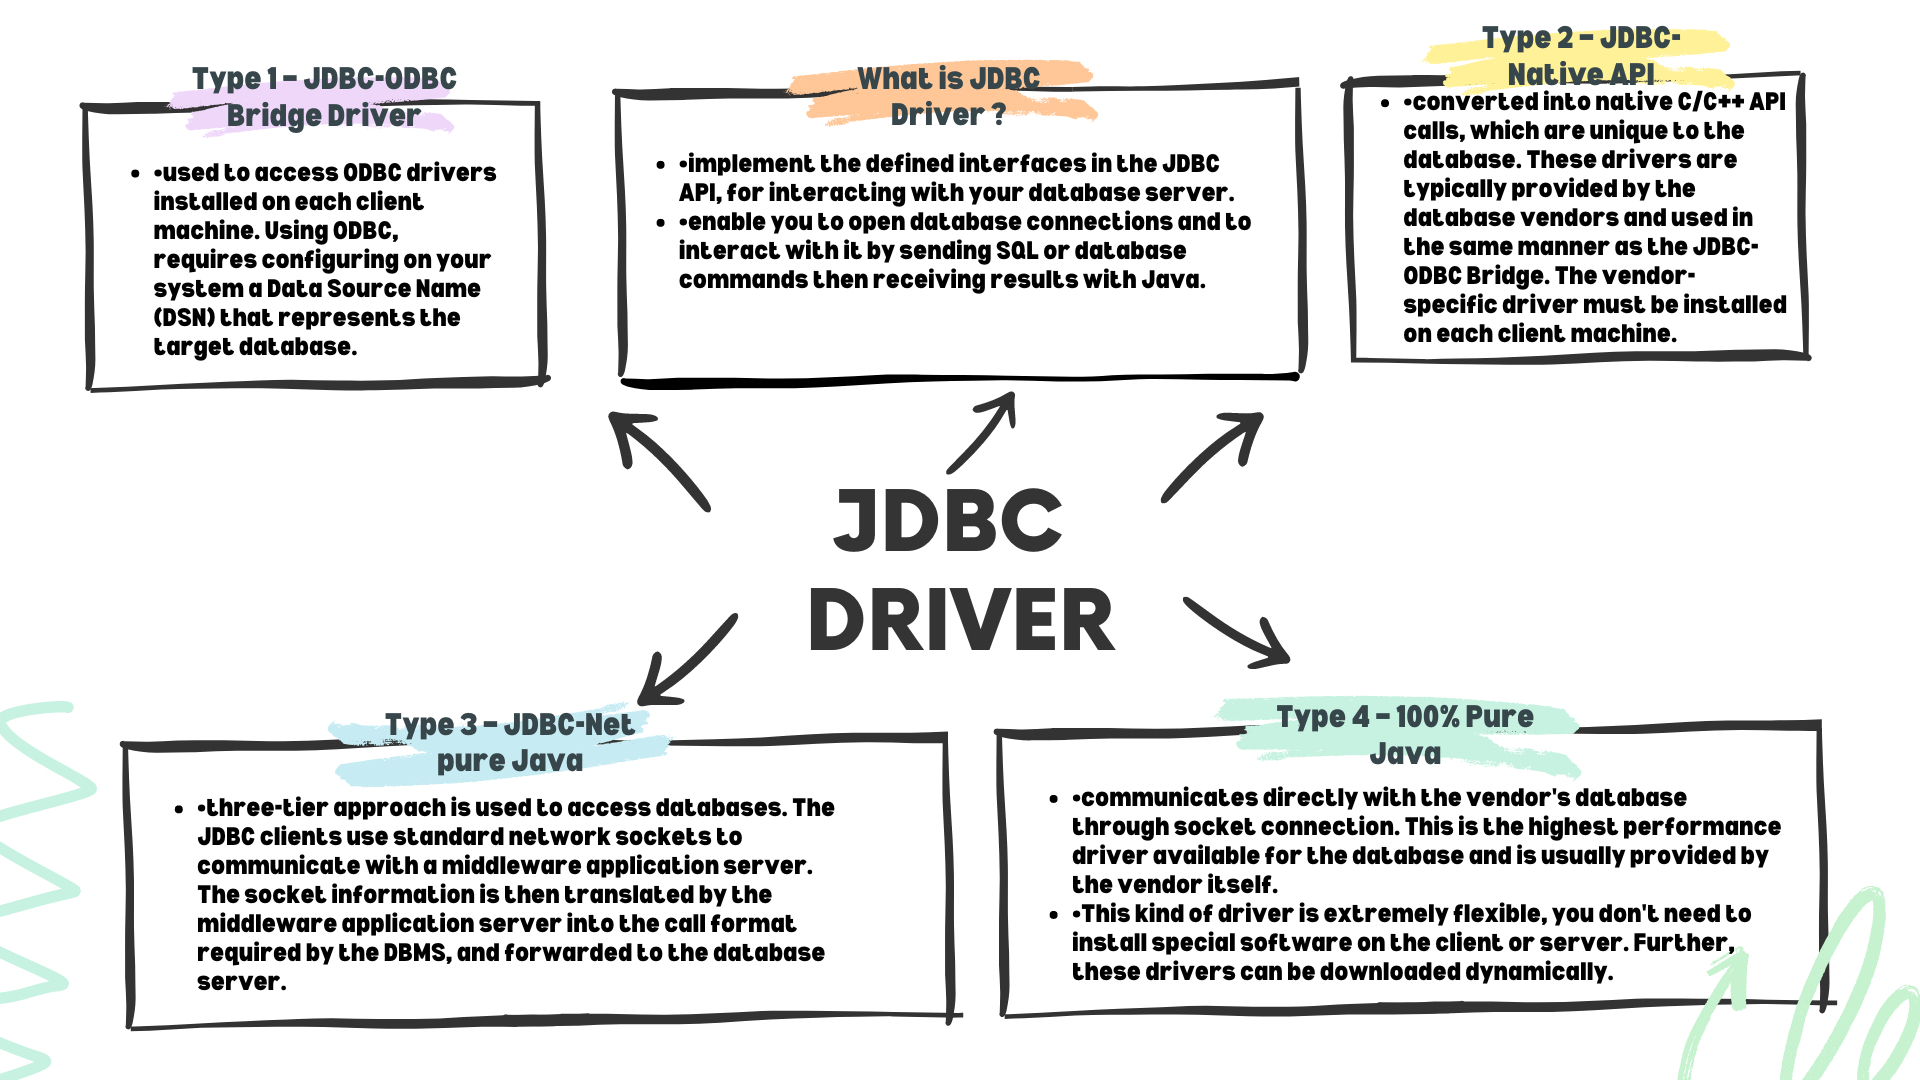 Type 1 – JDBC-ODBC
Bridge Driver
• •used to access ODBC drivers
installed on each client
machine. Using ODBC,
requires configuring on your
system a Data Source Name
(DSN) that represents the
target database.
What is JDBC
Driver ?
• •implement the defined interfaces in the JDBC
API, for interacting with your database server.
• •enable you to open database connections and to
interact with it by sending SQL or database
commands then receiving results with Java.
Type 2 – JDBC-
Native API
• •converted into native C/C++ API
calls, which are unique to the
database. These drivers are
typically provided by the
database vendors and used in
the same manner as the JDBC-
ODBC Bridge. The vendor-
specific driver must be installed
on each client machine.
JDBC
DRIVER
Type 3 – JDBC-Net
pure Java
• •three-tier approach is used to access databases. The
JDBC clients use standard network sockets to
communicate with a middleware application server.
The socket information is then translated by the
middleware application server into the call format
required by the DBMS, and forwarded to the database
server.
Type 4 – 100% Pure
Java
• •communicates directly with the vendor's database
through socket connection. This is the highest performance
driver available for the database and is usually provided by
the vendor itself.
• •This kind of driver is extremely flexible, you don't need to
install special software on the client or server. Further,
these drivers can be downloaded dynamically.